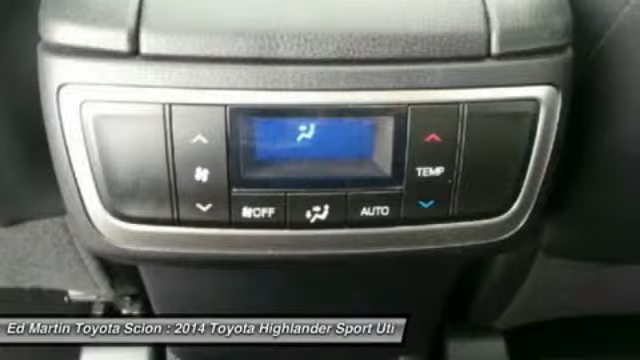 TEMP
OFF
AUTO
Ed Martin Toyota Scion : 2014 Toyota Highlander Sport Uti